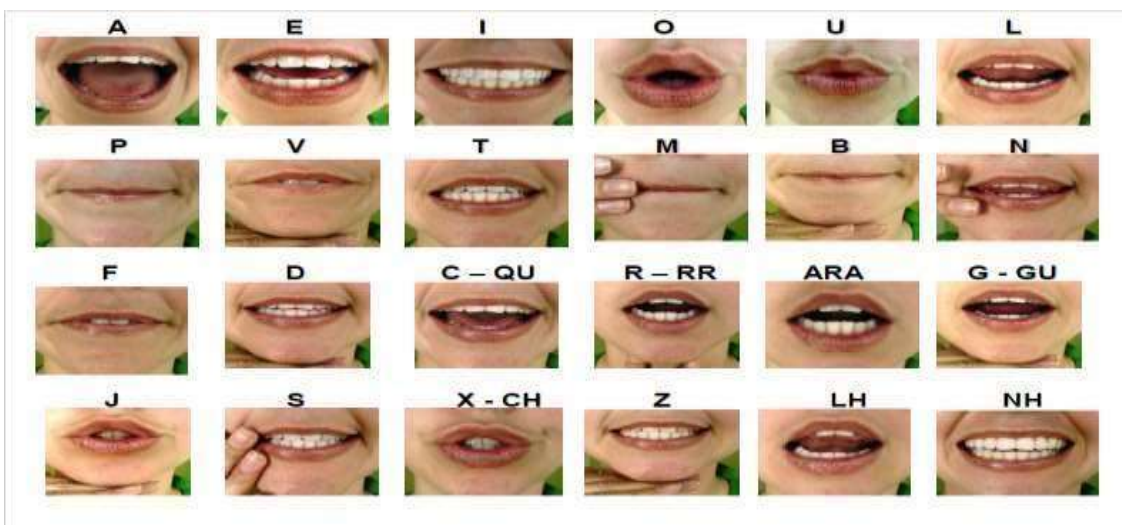 A E I O U L
P V T M B N
F D C – QU R – RR ARA G - GU
J S X - CH Z LH NH